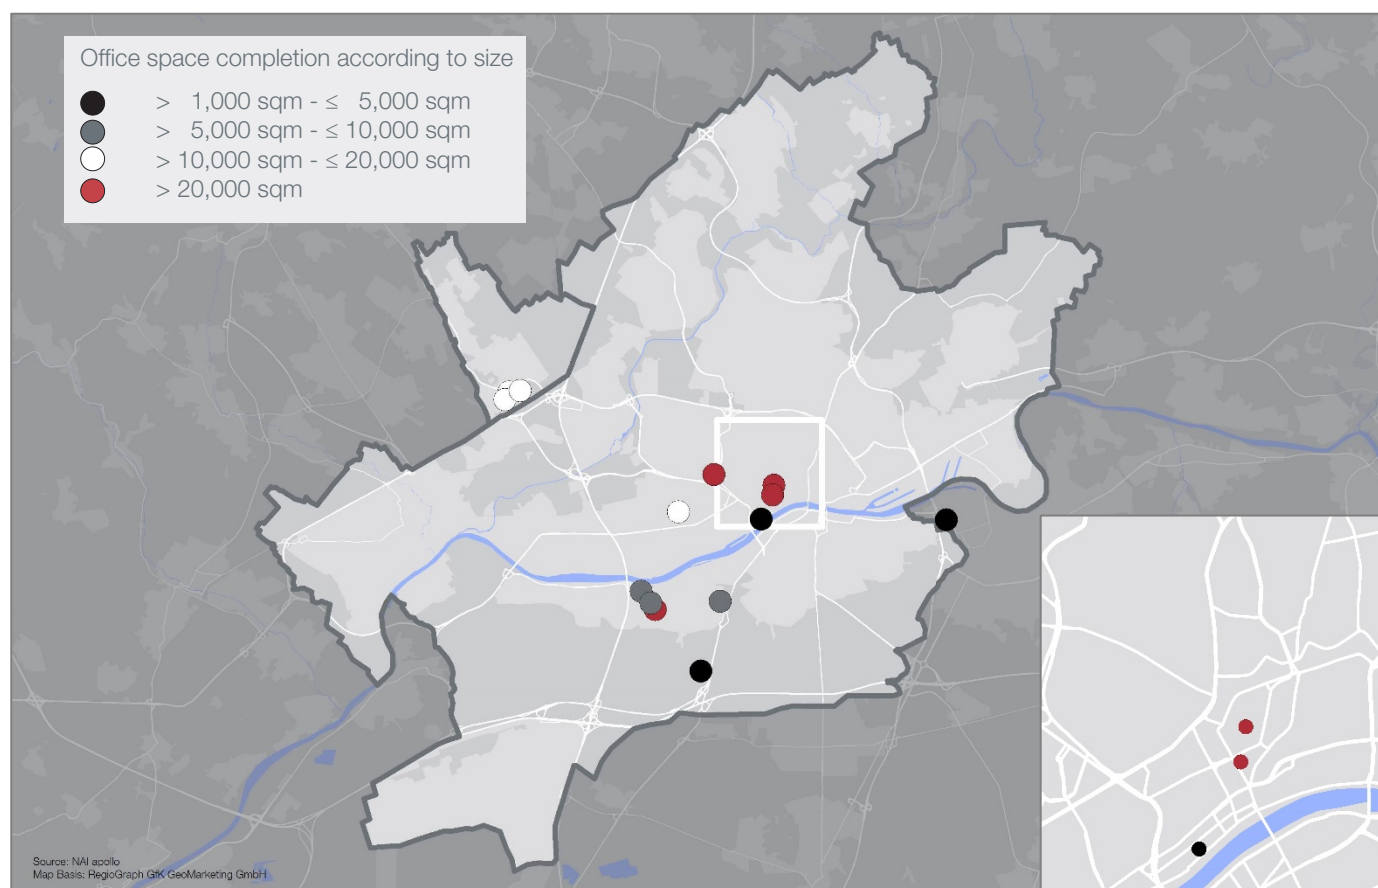 Office space completion according to size
> 1,000 sqm - ≤ 5,000 sqm
> 5,000 sqm - ≤ 10,000 sqm
> 10,000 sqm - ≤ 20,000 sqm
> 20,000 sqm
Source: NAI apollo
Map Basis: RegioGraph GfK GeoMarketing GmbH